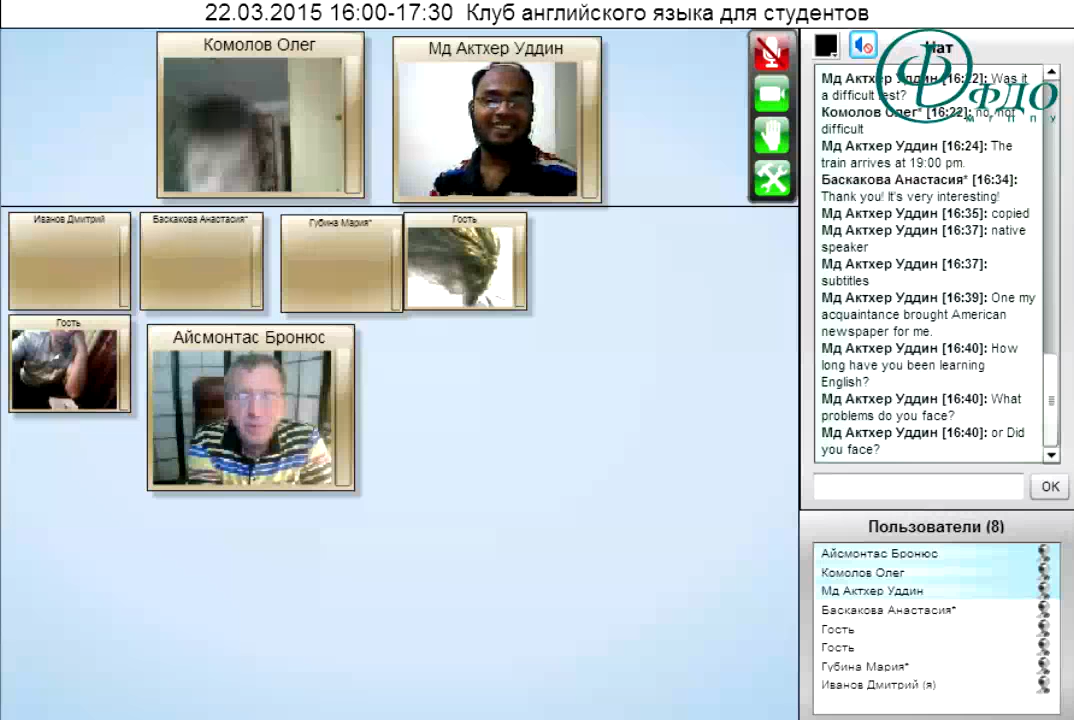 22.03.2015 16:00-17:30 Клуб английского языка для студентов
Комолов Олег
Мд Актхер Уддин
Иванов Дмитрий
Баскакова Анастасия*
Губина Мария*
Гость
Гость
Айсмонтас Бронюс
Чат
ФДО
МГППУ
Мд Актхер Уддин [16:22]: Was it
a difficult test?
Комолов Олег* [16:22]: no, not
difficult
Мд Актхер Уддин [16:24]: The
train arrives at 19:00 pm.
Баскакова Анастасия* [16:34]:
Thank you! It's very interesting!
Мд Актхер Уддин [16:35]: copied
Мд Актхер Уддин [16:37]: native
speaker
Мд Актхер Уддин [16:37]:
subtitles
Мд Актхер Уддин [16:39]: One my
acquaintance brought American
newspaper for me.
Мд Актхер Уддин [16:40]: How
long have you been learning
English?
Мд Актхер Уддин [16:40]: What
problems do you face?
Мд Актхер Уддин [16:40]: or Did
you face?
OK
Пользователи (8)
Айсмонтас Бронюс
Комолов Олег
Мд Актхер Уддин
Баскакова Анастасия*
Гость
Гость
Губина Мария*
Иванов Дмитрий (я)